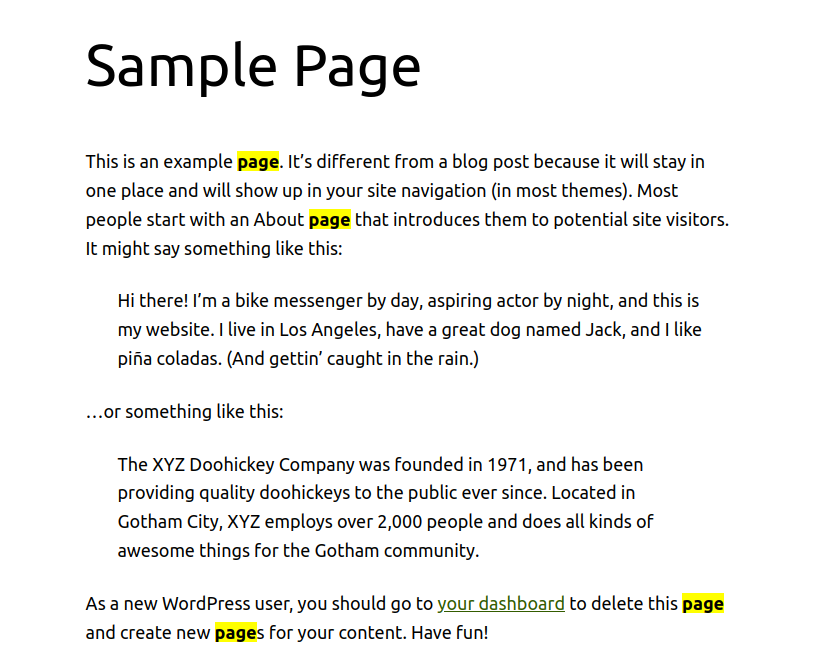 Sample Page
This is an example page. It’s different from a blog post because it will stay in
one place and will show up in your site navigation (in most themes). Most
people start with an About page that introduces them to potential site visitors.
It might say something like this:
Hi there! I’m a bike messenger by day, aspiring actor by night, and this is
my website. I live in Los Angeles, have a great dog named Jack, and I like
piña coladas. (And gettin’ caught in the rain.)
…or something like this:
The XYZ Doohickey Company was founded in 1971, and has been
providing quality doohickeys to the public ever since. Located in
Gotham City, XYZ employs over 2,000 people and does all kinds of
awesome things for the Gotham community.
As a new WordPress user, you should go to your dashboard to delete this page
and create new pages for your content. Have fun!